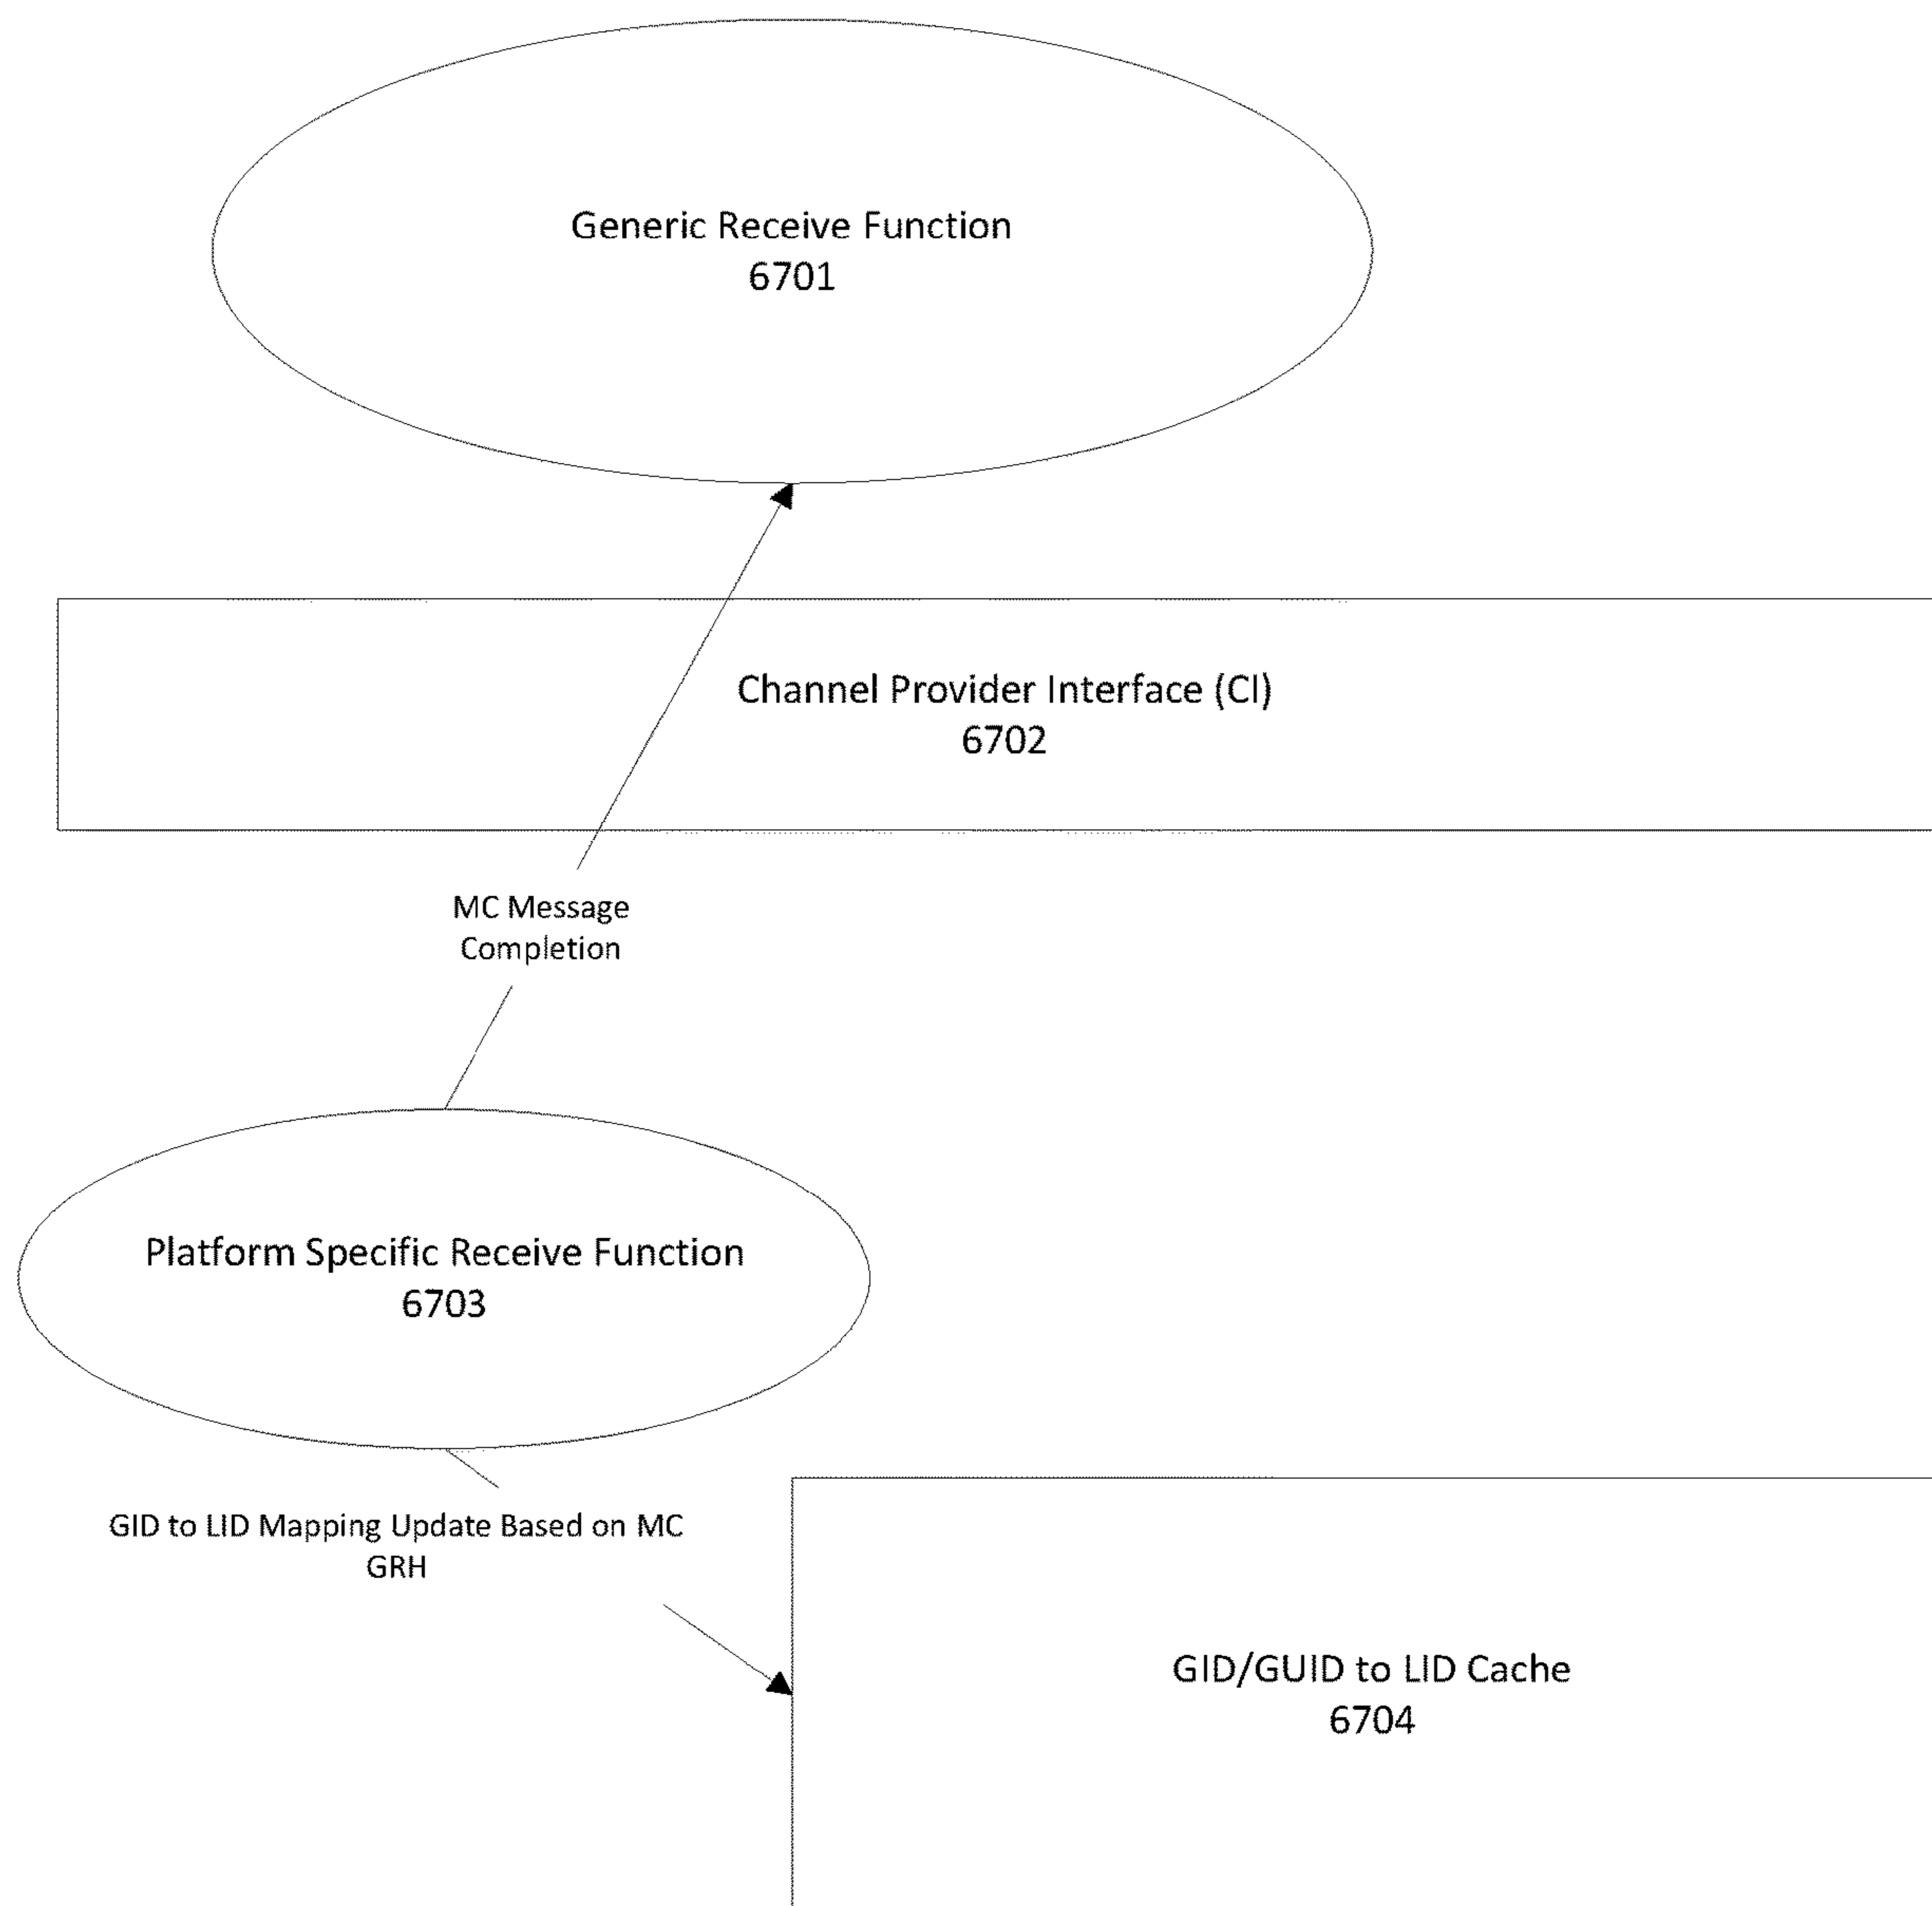 Generic Receive Function
6701
Channel Provider Interface (CI)
6702
MC Message
Completion
Platform Specific Receive Function
6703
GID to LID Mapping Update Based on MC
GRH
GID/GUID to LID Cache
6704